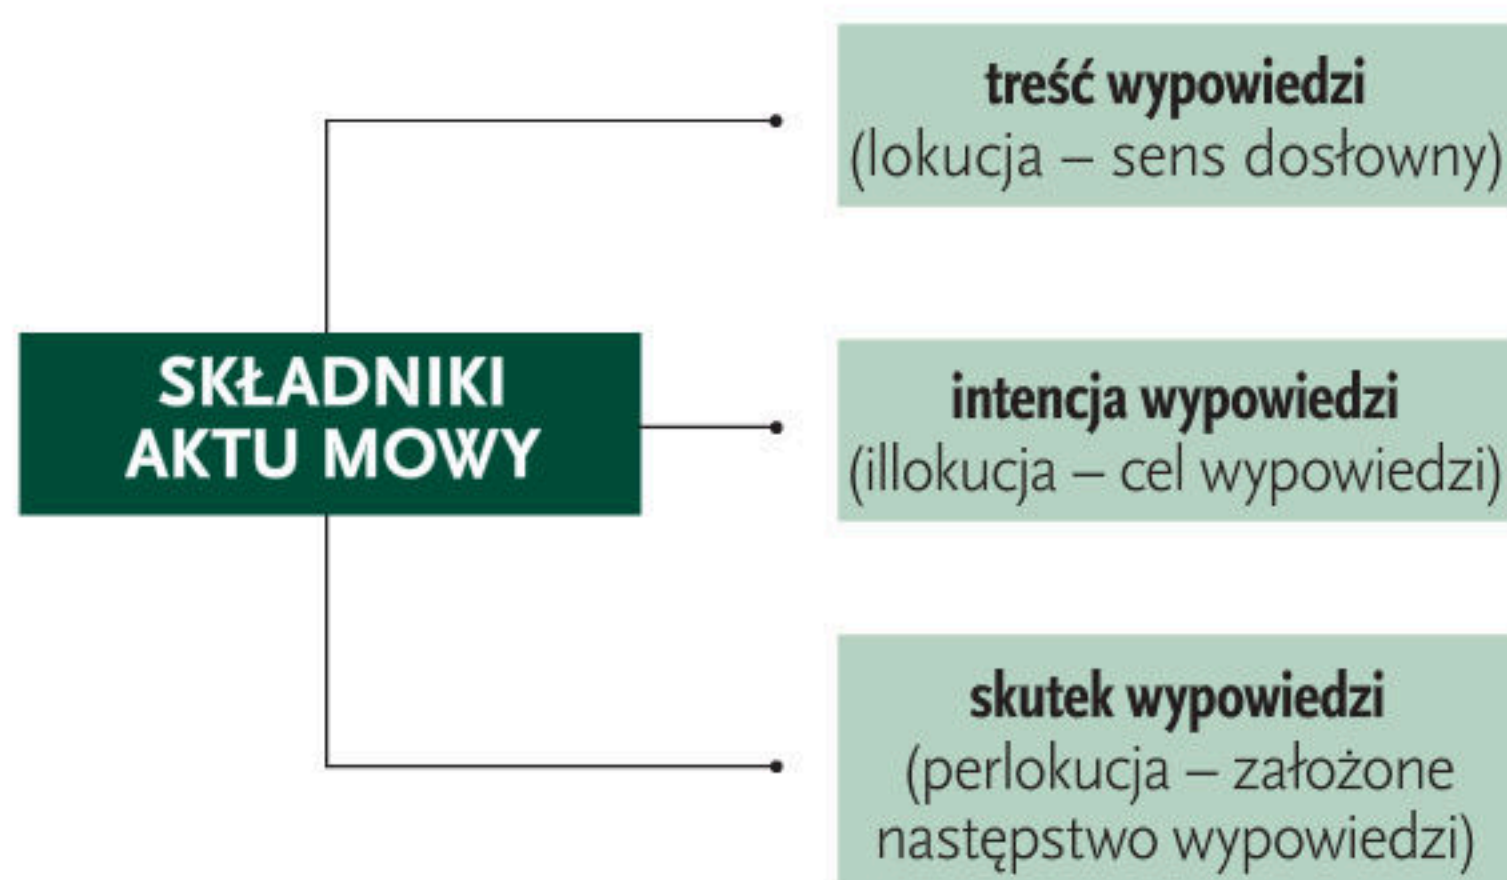 treść wypowiedzi
(lokucja – sens dosłowny)
SKŁADNIKI
AKTU MOWY
intencja wypowiedzi
(illokucja – cel wypowiedzi)
skutek wypowiedzi
(perlokucja – założone
następstwo wypowiedzi)